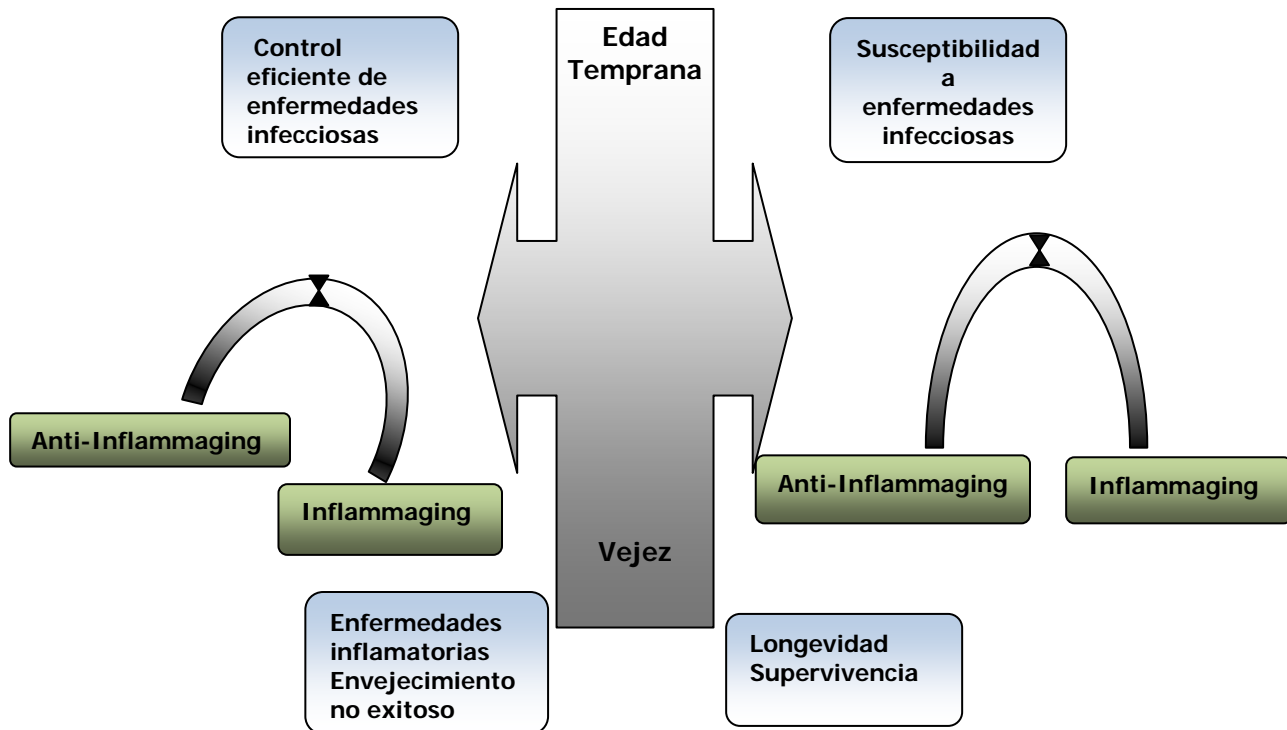 Control
eficiente de
enfermedades
infecciosas
Edad
Temprana
Susceptibilidad
a
enfermedades
infecciosas
Anti-Inflammaging
Inflammaging
Anti-Inflammaging
Inflammaging
Vejez
Enfermedades
inflamatorias
Envejecimiento
no exitoso
Longevidad
Supervivencia